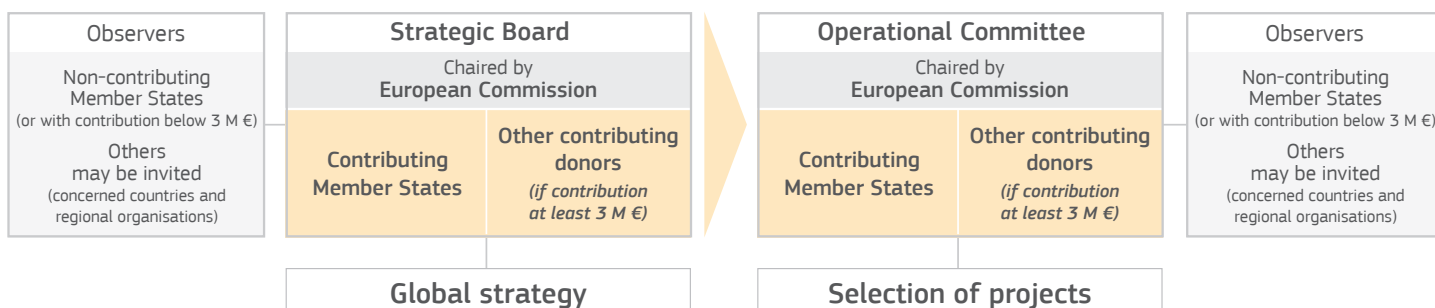 Observers
Non-contributing
Member States
(or with contribution below 3 M €)
Others
may be invited
(concerned countries and
regional organisations)
Strategic Board
Chaired by
European Commission
Contributing
Member States
Other contributing
donors
(if contribution
at least 3 M €)
Global strategy
Operational Committee
Chaired by
European Commission
Contributing
Member States
Other contributing
donors
(if contribution
at least 3 M €)
Selection of projects
Observers
Non-contributing
Member States
(or with contribution below 3 M €)
Others
may be invited
(concerned countries and
regional organisations)